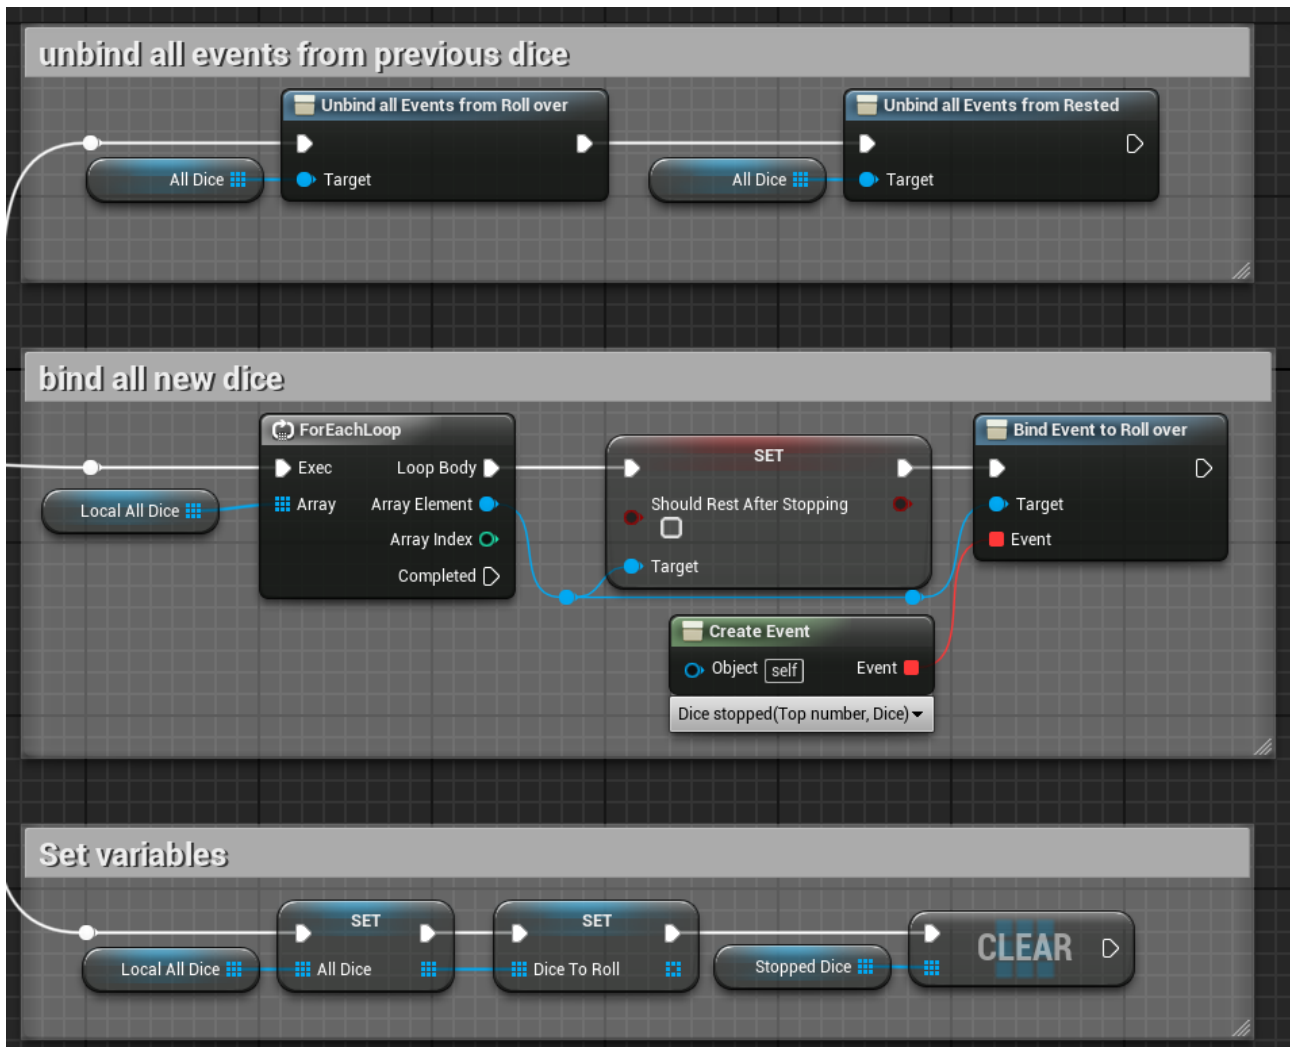 unbind all events from previous dice
Unbind all Events from Roll over
Unbind all Events from Rested
All Dice
Target
All Dice
Target
bind all new dice
ForEachLoop
Exec
Loop Body
Local All Dice
Array
Array Element
Array Index
Completed
SET
Should Rest After Stopping
Target
Bind Event to Roll over
Target
Event
Create Event
Object
self
Event
Dice stopped(Top number, Dice)
Set variables
SET
SET
Local All Dice
All Dice
Dice To Roll
Stopped Dice
CLEAR